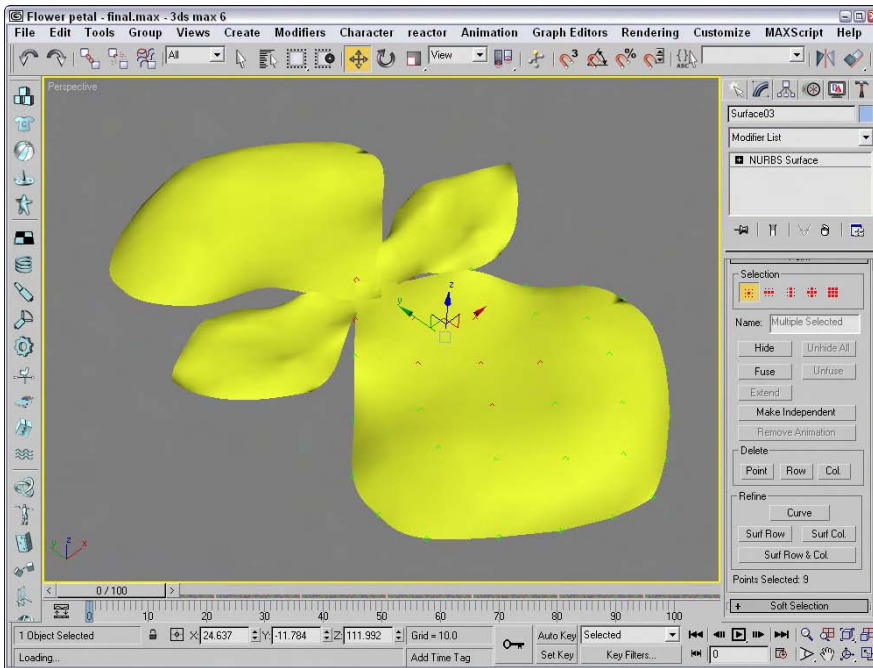 Flower petal - final.max - 3ds max 6
File Edit Tools Group Views Create Modifiers Character reactor Animation Graph Editors Rendering Customize MAXScript Help
All
View
3
%
ABC
Perspective
z
y
x
z
y
x
Surface03
Modifier List
NURBS Surface
Selection
Name: Multiple Selected
Hide Unhide All
Fuse Unfuse
Extend
Make Independent
Remove Animation
Delete
Point Row Col.
Refine
Curve
Surf Row Surf Col.
Surf Row & Col.
Points Selected: 9
+ Soft Selection
< 0 / 100 >
0 10 20 30 40 50 60 70 80 90 100
1 Object Selected X: 24.637 Y: -11.784 Z: 111.992 Grid = 10.0 Auto Key Selected
Loading... Add Time Tag Set Key Key Filters... 0